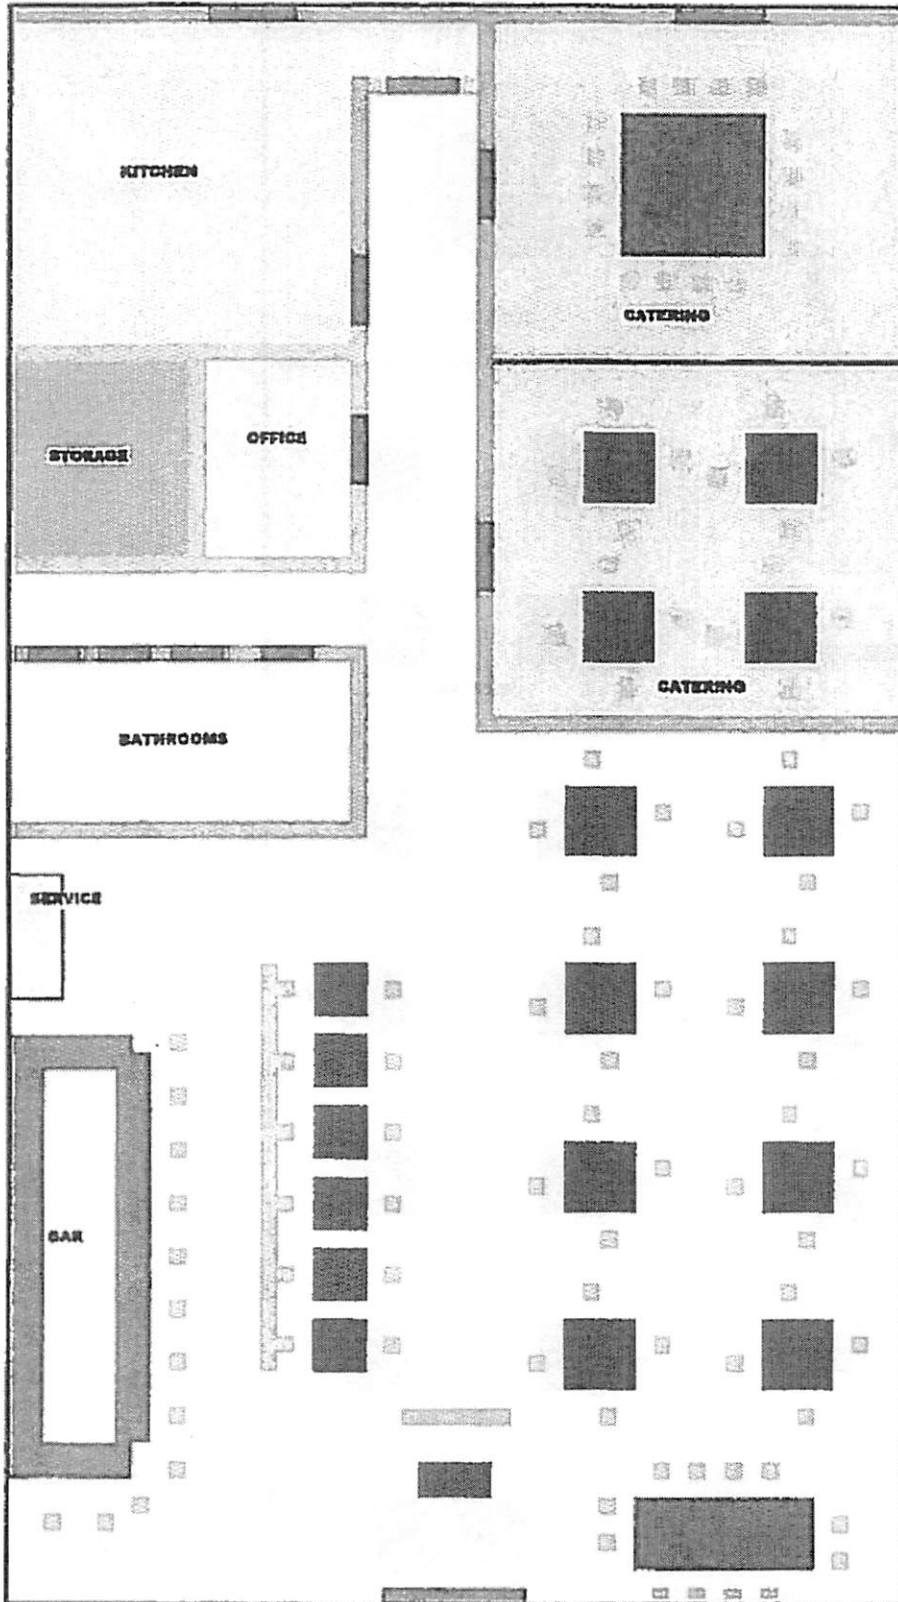 KITCHEN
CATERING
OFFICE
STORAGE
CATERING
BATHROOMS
SERVICE
BAR